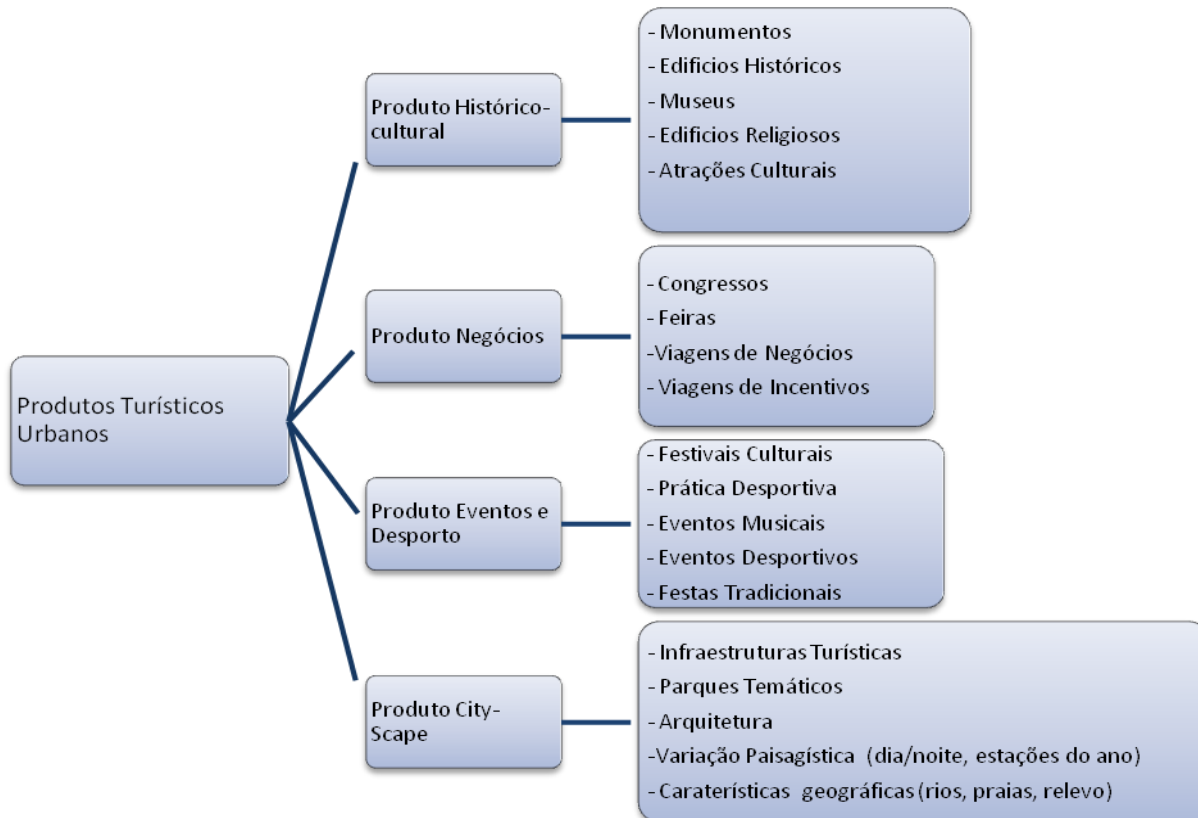 Produtos Turísticos
Urbanos
Produto Histórico-
cultural
- Monumentos
- Edificios Históricos
- Museus
- Edificios Religiosos
- Atrações Culturais
Produto Negócios
- Congressos
- Feiras
-Viagens de Negócios
- Viagens de Incentivos
Produto Eventos e
Desporto
- Festivais Culturais
- Prática Desportiva
- Eventos Musicais
- Eventos Desportivos
- Festas Tradicionais
Produto City-
Scape
- Infraestruturas Turísticas
- Parques Temáticos
- Arquitetura
-Variação Paisagística (dia/noite, estações do ano)
- Caraterísticas geográficas (rios, praias, relevo)